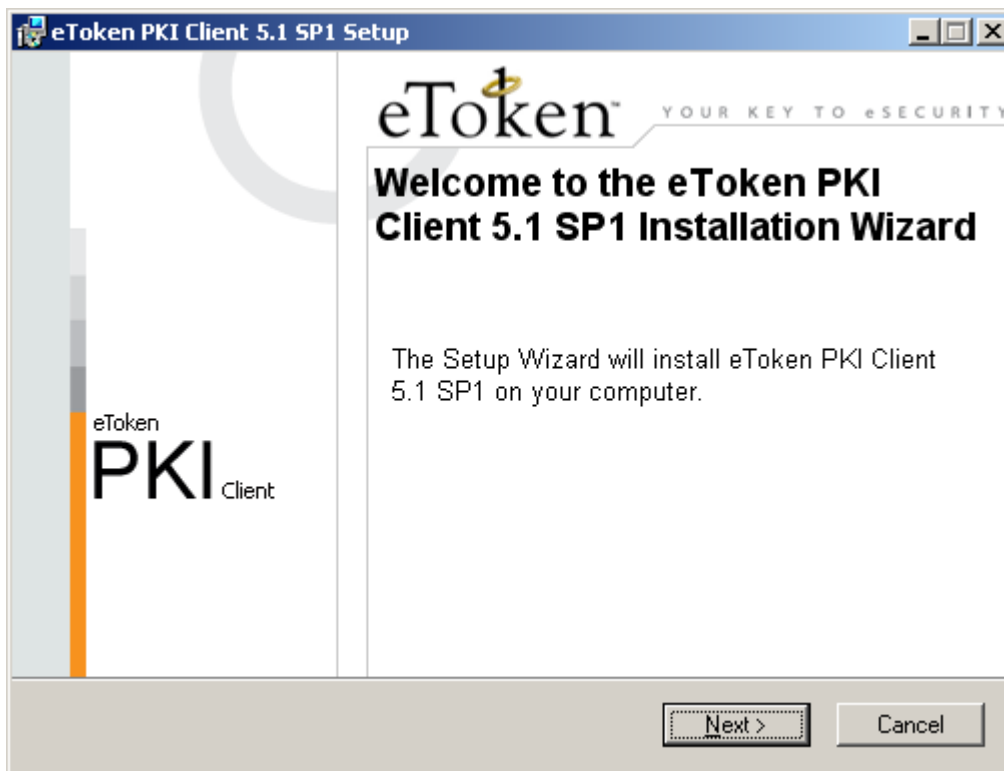 eToken PKI Client 5.1 SP1 Setup
eToken™ YOUR KEY TO eSECURITY
Welcome to the eToken PKI
Client 5.1 SP1 Installation Wizard
The Setup Wizard will install eToken PKI Client
5.1 SP1 on your computer.
eToken
PKI Client
Next >
Cancel